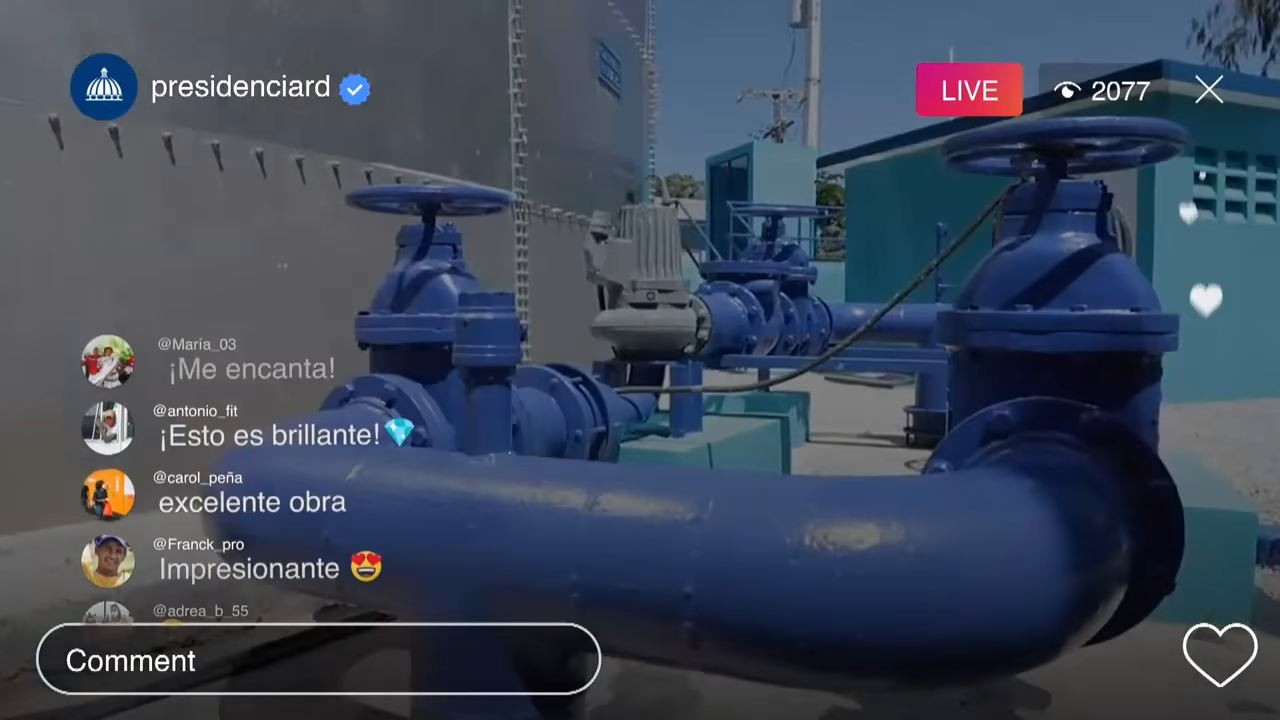 presidenciard
LIVE
2077
@Maria_03
¡Me encanta!
@antonio_fit
¡Esto es brillante!💎
@carol_peña
excelente obra
@Franck_pro
Impresionante 😍
@adrea_b_55
Comment